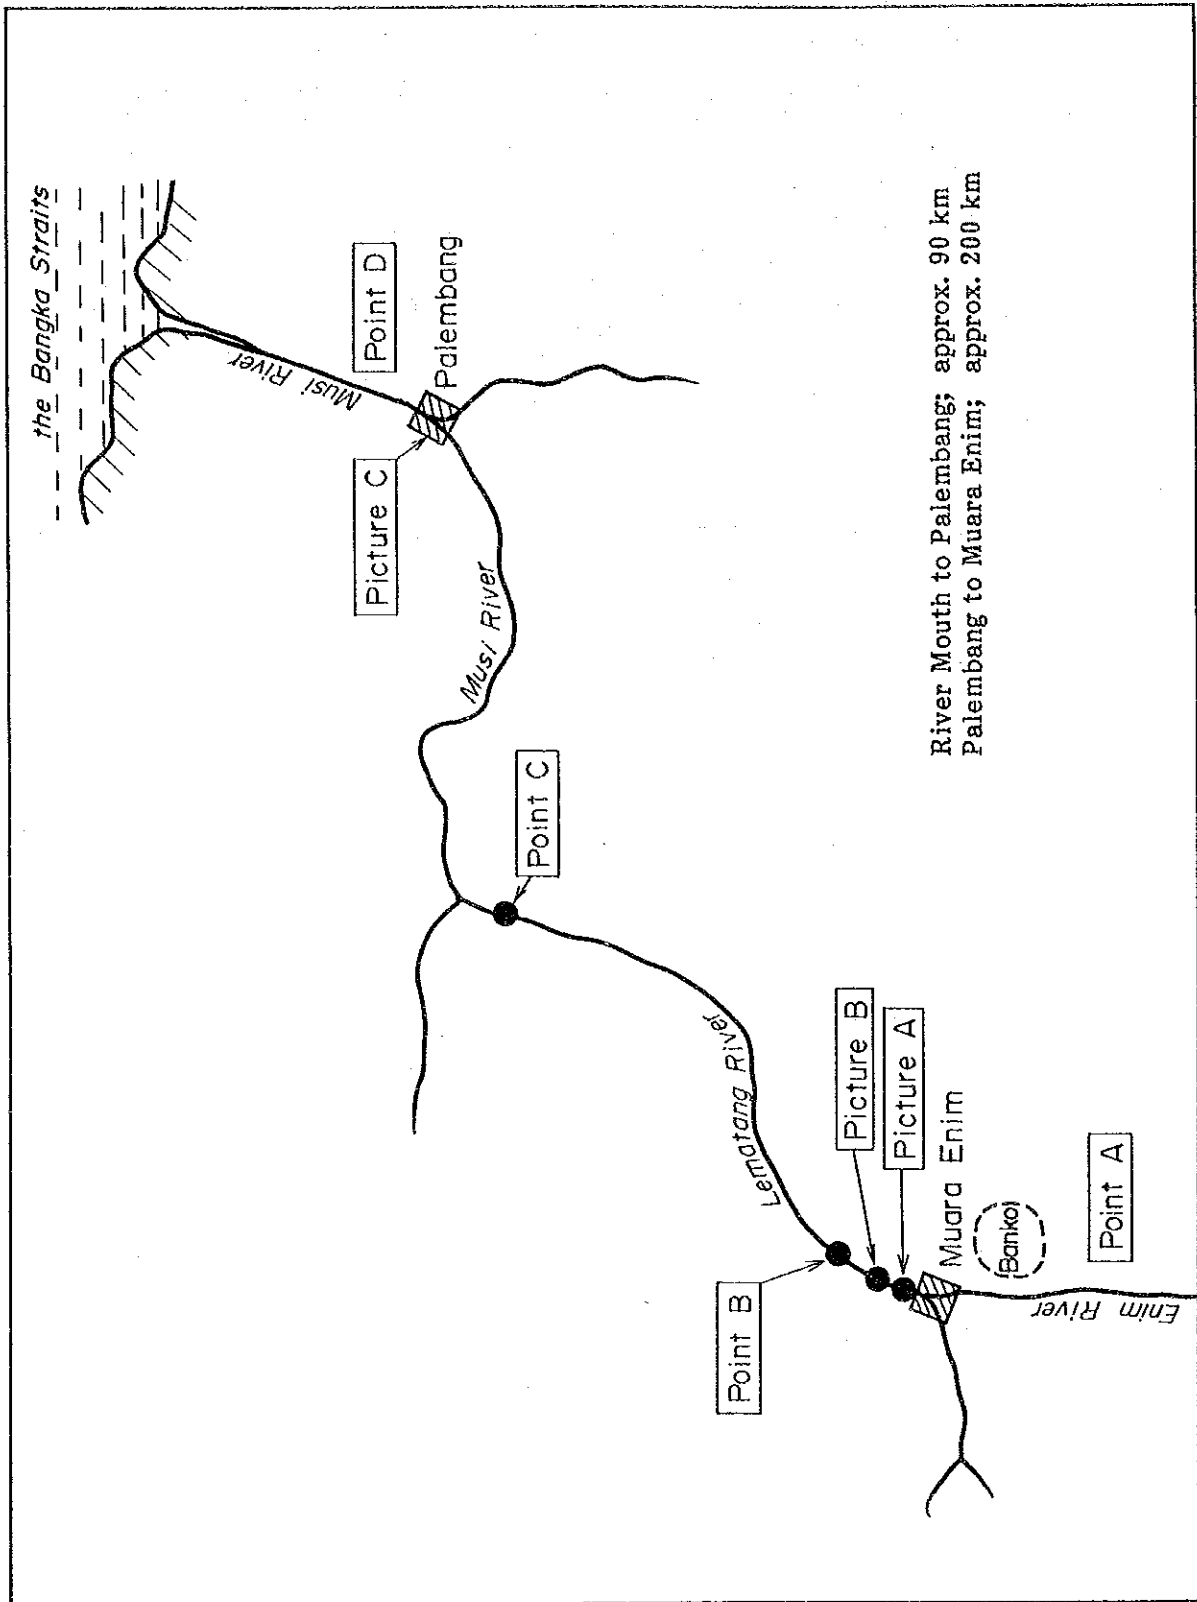 the Bangka Straits
Musi River
Point D
Palembang
Picture C
Musi River
Point C
Lematang River
Picture B
Picture A
Point B
Muara Enim
Banko
Point A
Enim River
River Mouth to Palembang; approx. 90 km
Palembang to Muara Enim; approx. 200 km